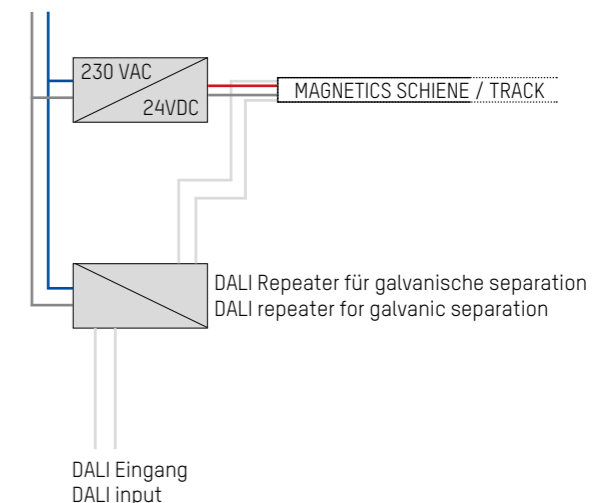 230 VAC
24VDC
MAGNETICS SCHIENE / TRACK
DALI Repeater für galvanische separation
DALI repeater for galvanic separation
DALI Eingang
DALI input